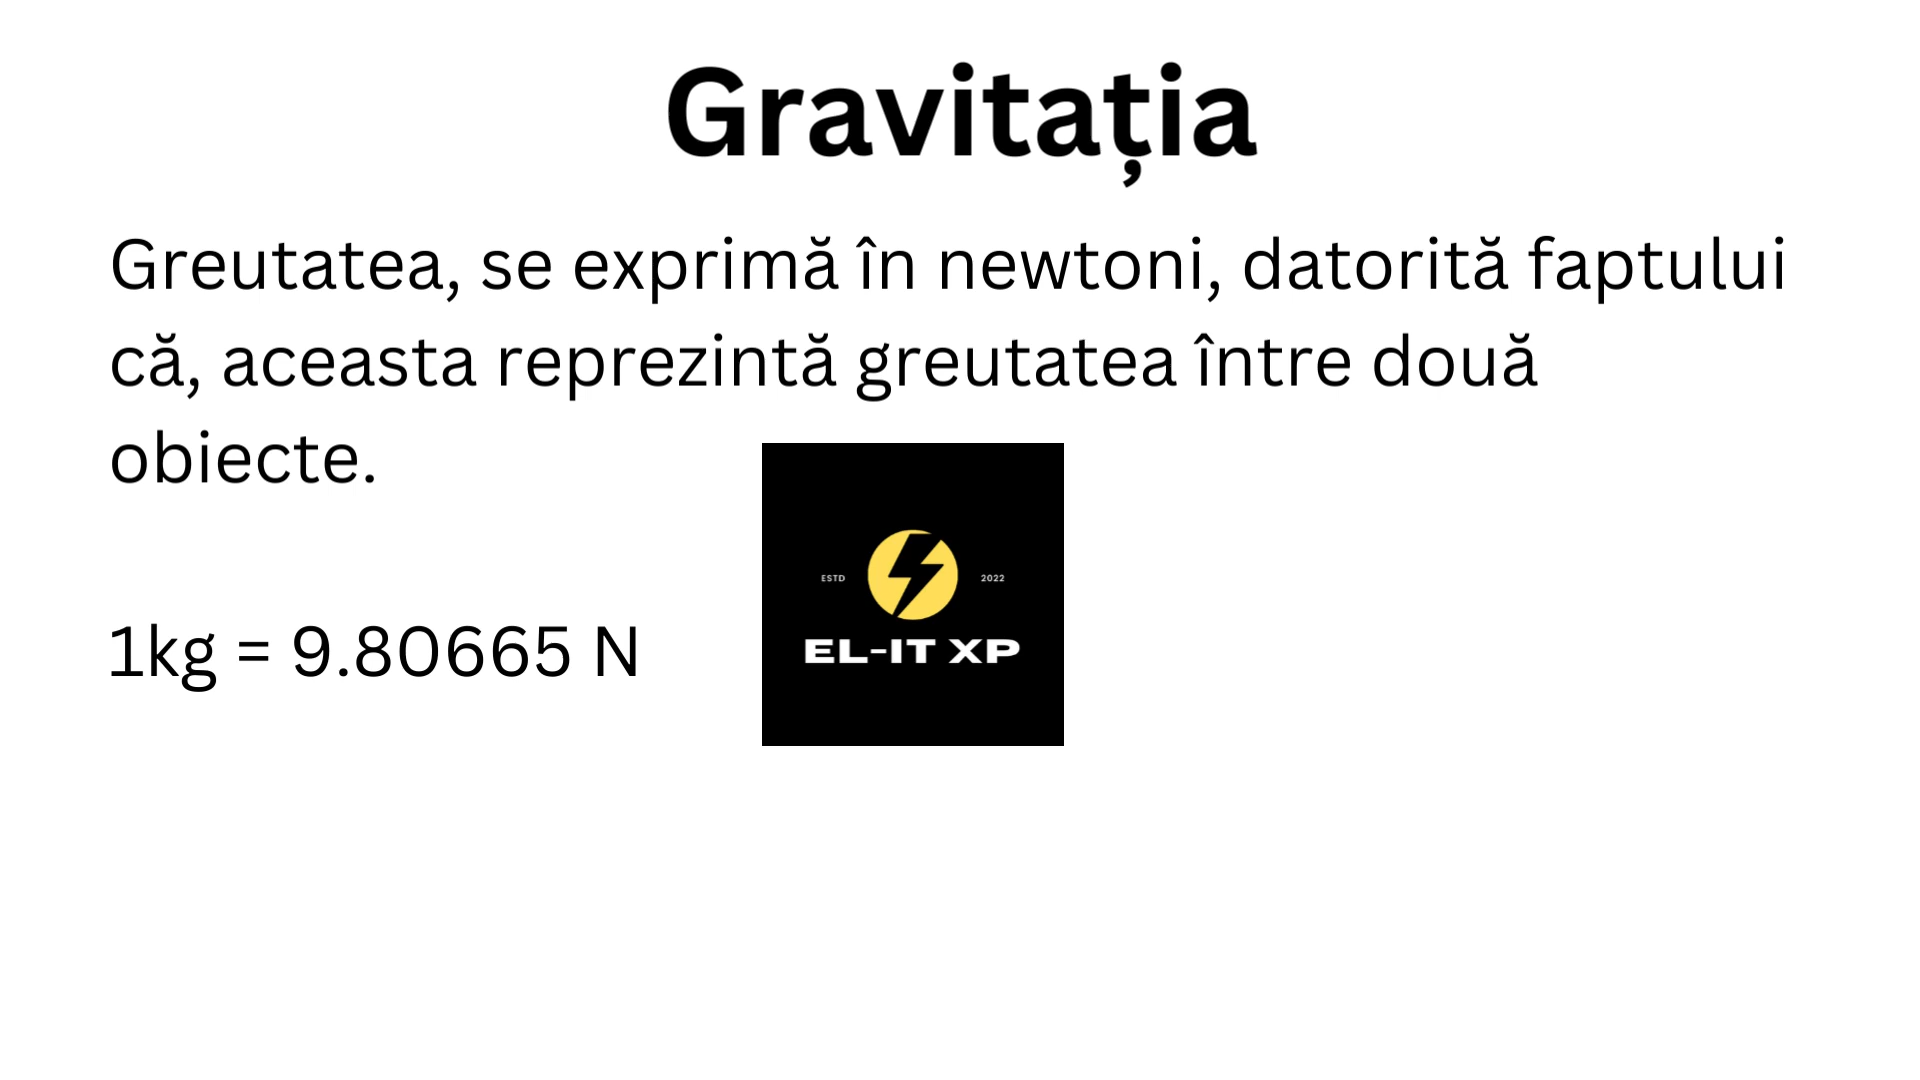 Gravitația
Greutatea, se exprimă în newtoni, datorită faptului
că, aceasta reprezintă greutatea între două
obiecte.
ESTD 2022
EL-IT XP
1kg = 9.80665 N